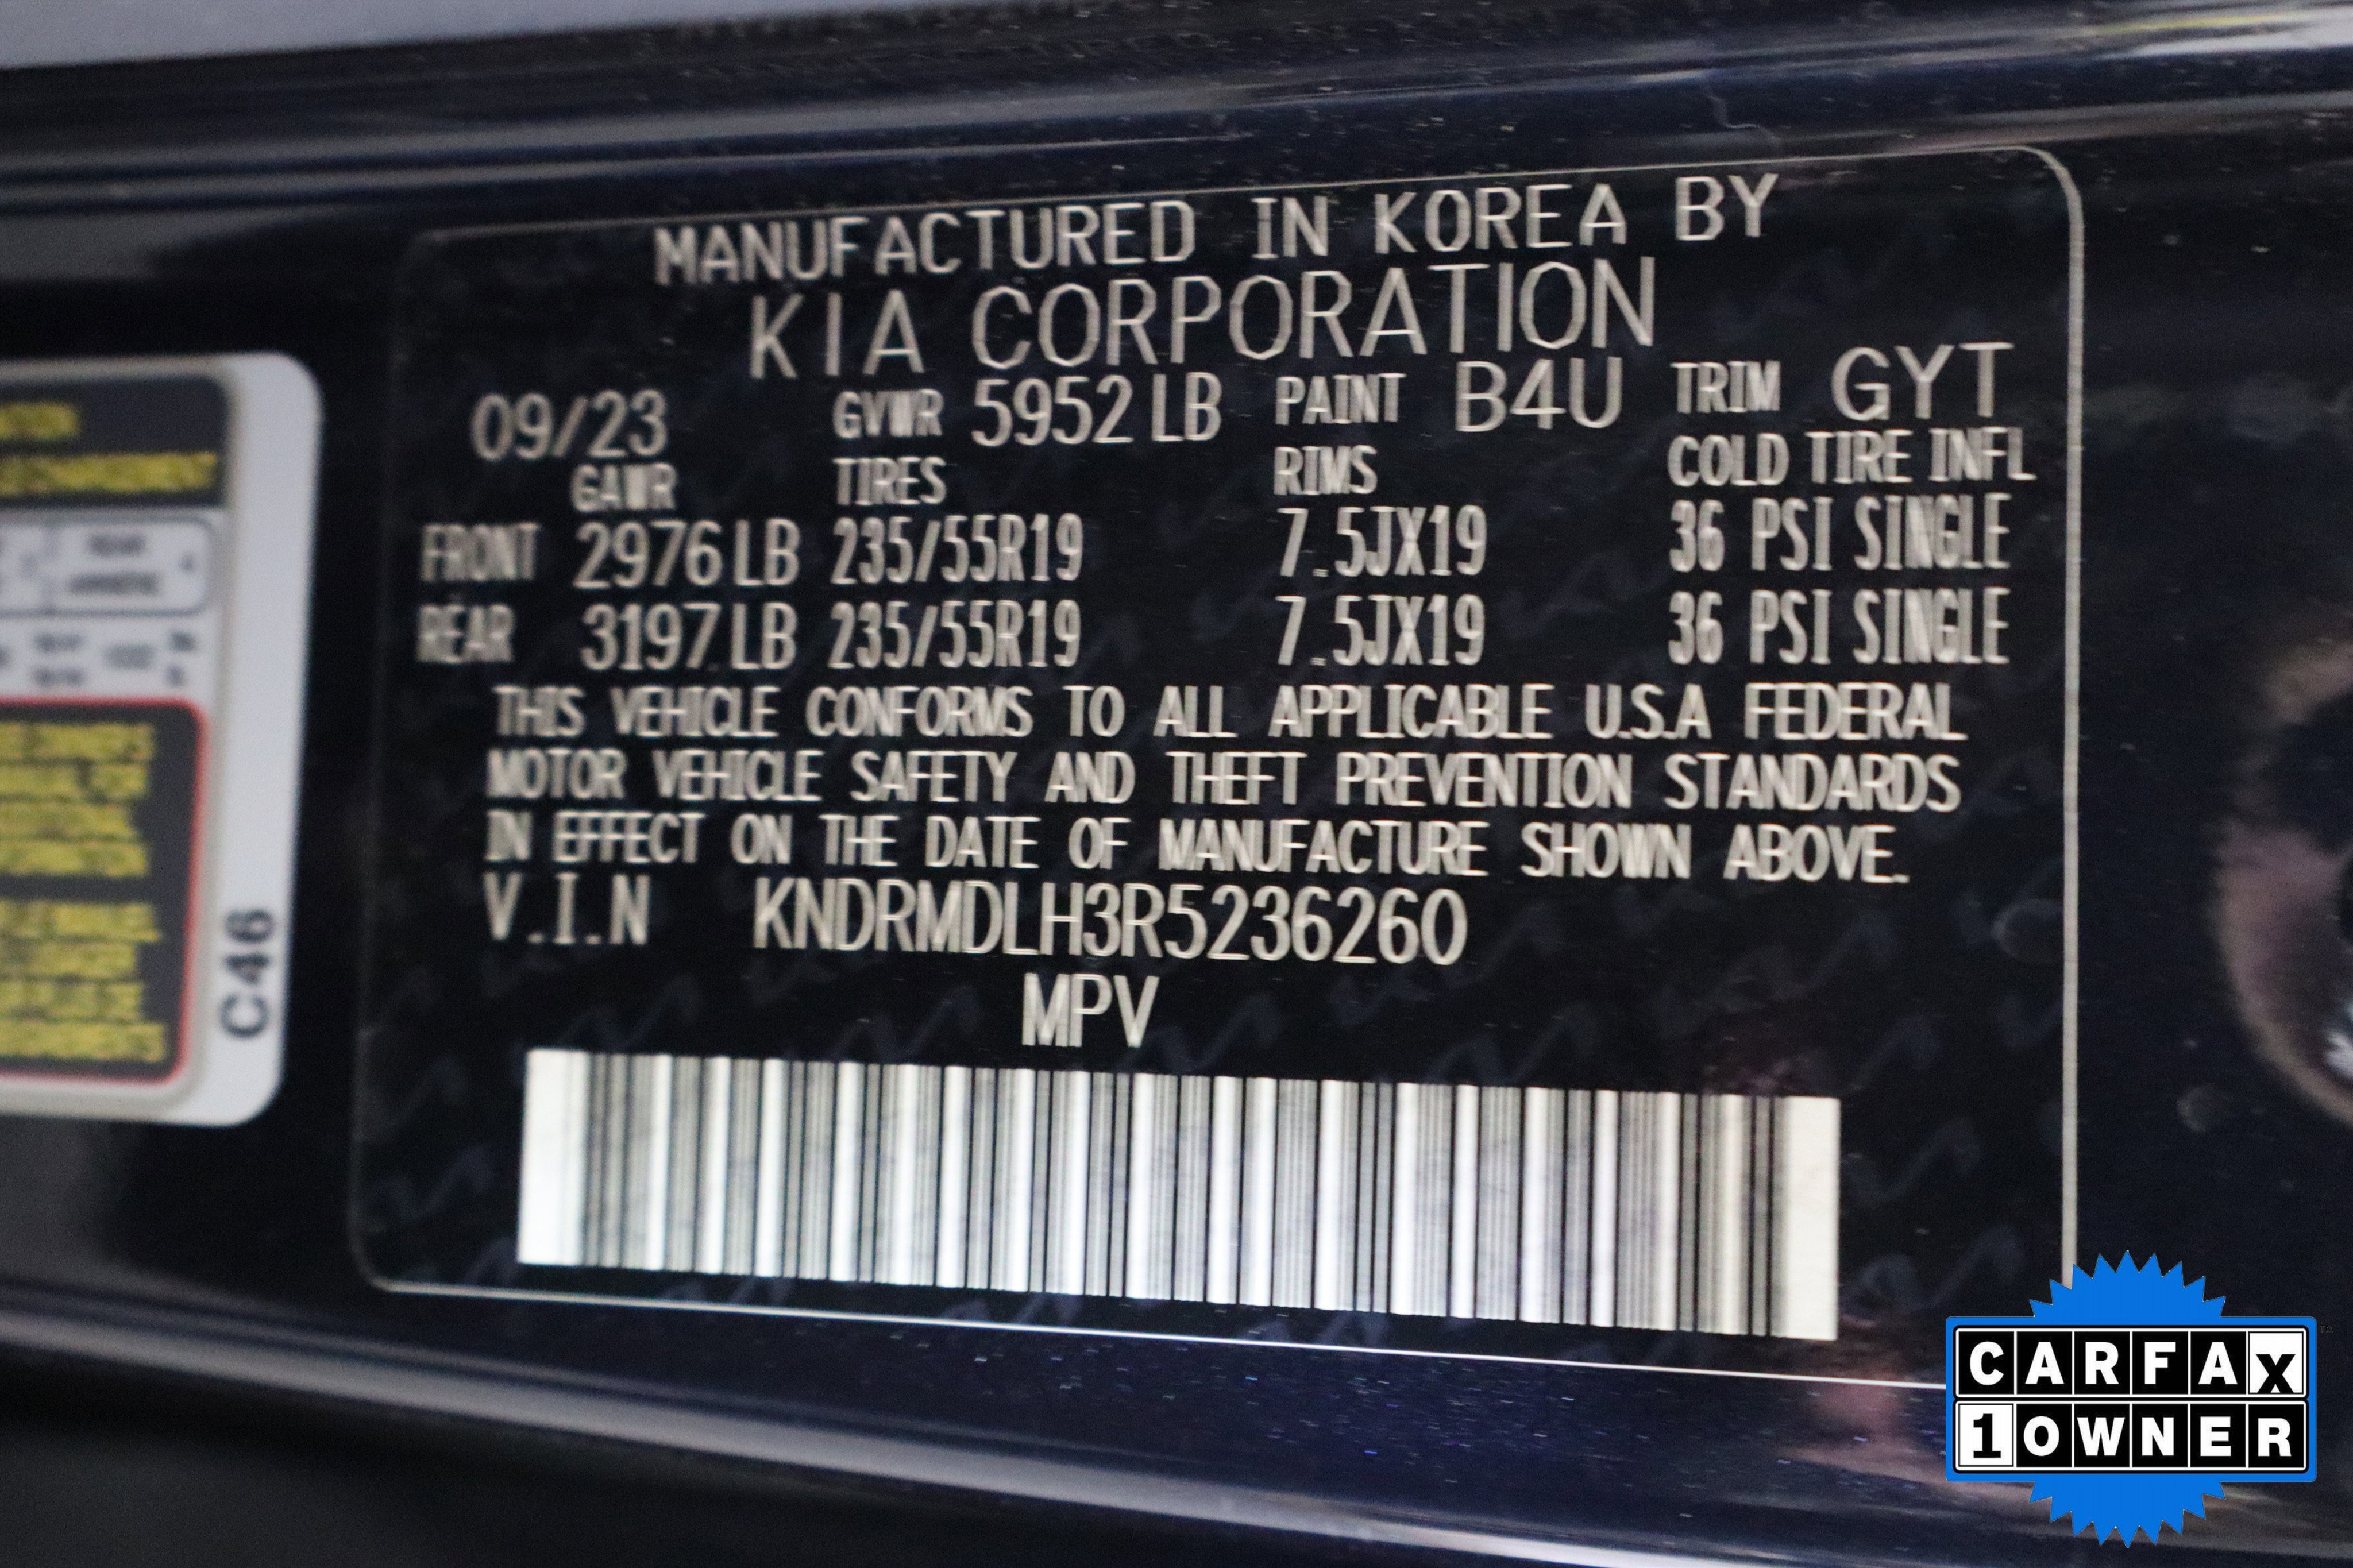 MANUFACTURED IN KOREA BY
KIA CORPORATION
09/23 GVWR 5952 LB PAINT B4U TRIM GYT
GAWR TIRES RIMS COLD TIRE INFL
FRONT 2976 LB 235/55R19 7.5JX19 36 PSI SINGLE
REAR 3197 LB 235/55R19 7.5JX19 36 PSI SINGLE
THIS VEHICLE CONFORMS TO ALL APPLICABLE U.S.A FEDERAL
MOTOR VEHICLE SAFETY AND THEFT PREVENTION STANDARDS
IN EFFECT ON THE DATE OF MANUFACTURE SHOWN ABOVE.
V.I.N KNDRMDLH3R5236260
MPV
C46
CARFAX
1 OWNER